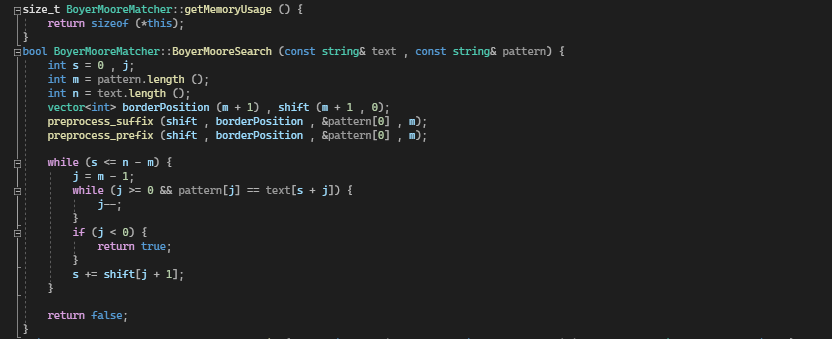 size_t BoyerMooreMatcher::getMemoryUsage () {
return sizeof (*this);
}
bool BoyerMooreMatcher::BoyerMooreSearch (const string& text , const string& pattern) {
int s = 0 , j;
int m = pattern.length ();
int n = text.length ();
vector<int> borderPosition (m + 1) , shift (m + 1 , 0);
preprocess_suffix (shift , borderPosition , &pattern[0] , m);
preprocess_prefix (shift , borderPosition , &pattern[0] , m);
while (s <= n - m) {
j = m - 1;
while (j >= 0 && pattern[j] == text[s + j]) {
j--;
}
if (j < 0) {
return true;
}
s += shift[j + 1];
}
return false;
}